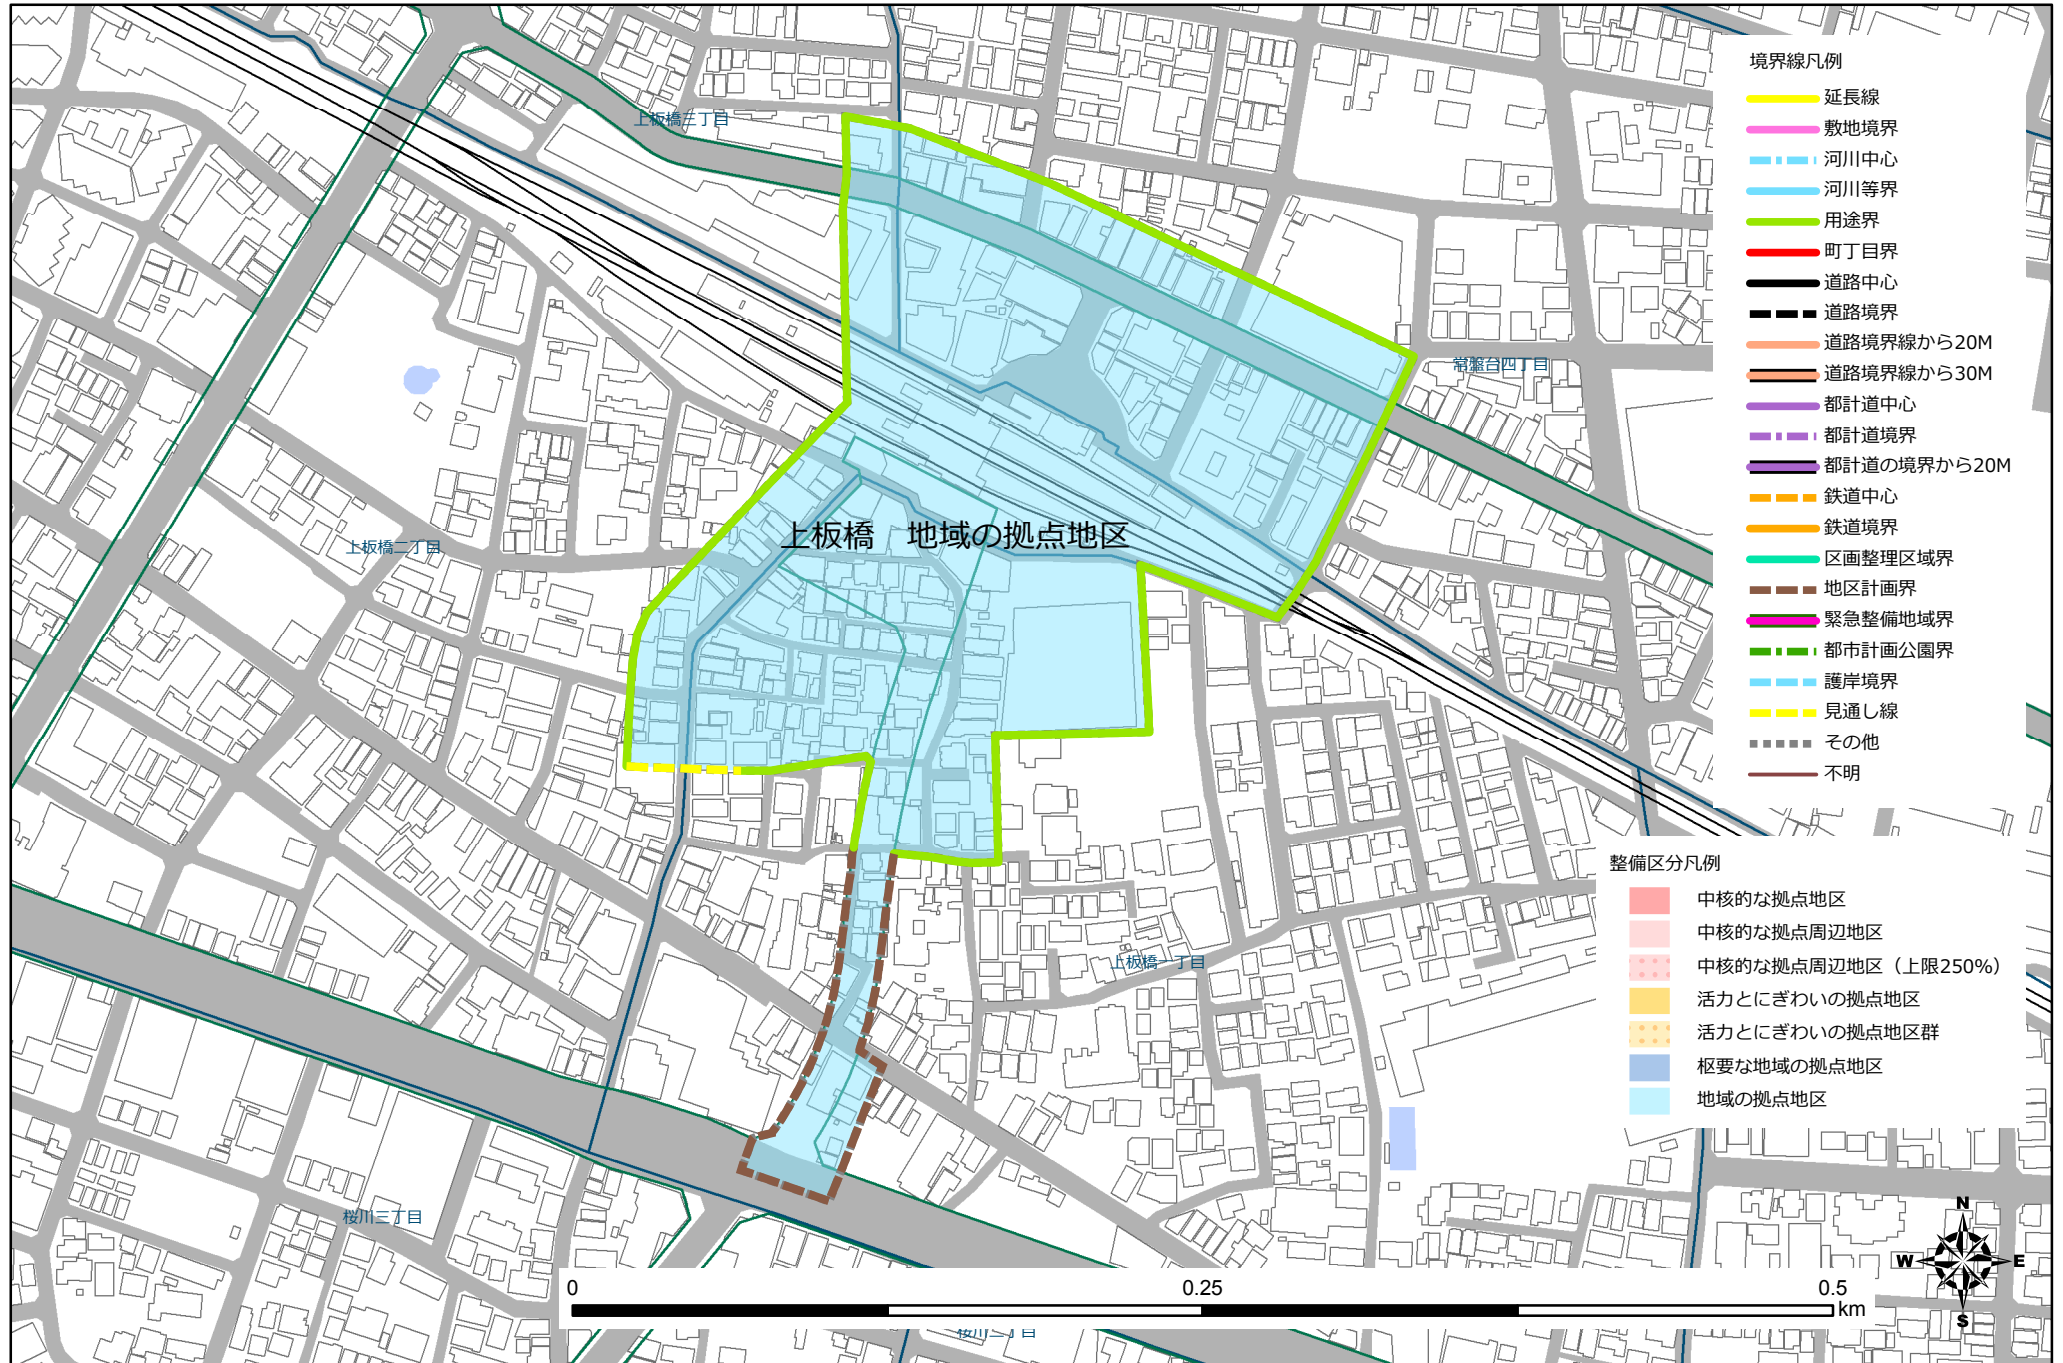 境界線凡例
延長線
敷地境界
河川中心
河川等界
用途界
町丁目界
道路中心
道路境界
道路境界線から20M
道路境界線から30M
都計道中心
都計道境界
都計道の境界から20M
鉄道中心
鉄道境界
区画整理区域界
地区計画界
緊急整備地域界
都市計画公園界
護岸境界
見通し線
その他
不明
上板橋三丁目
常盤台四丁目
上板橋 地域の拠点地区
上板橋二丁目
整備区分凡例
中核的な拠点地区
中核的な拠点周辺地区
中核的な拠点周辺地区（上限250%）
活力とにぎわいの拠点地区
活力とにぎわいの拠点地区群
枢要な地域の拠点地区
地域の拠点地区
上板橋一丁目
桜川三丁目
N
W
E
S
0
0.25
0.5
km